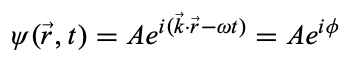 ψ(r⃗, t) = Ae^{i(k⃗·r⃗−ωt)} = Ae^{iϕ}